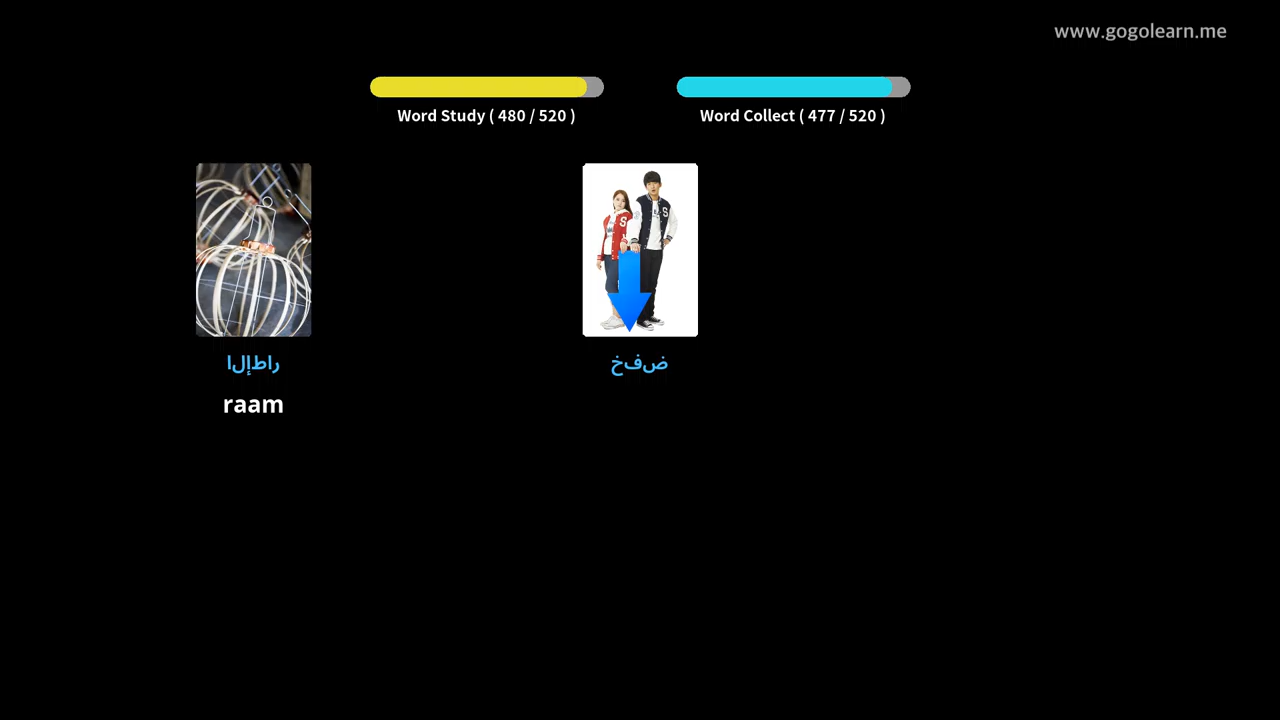 www.gogolearn.me
Word Study ( 480 / 520 )
Word Collect ( 477 / 520 )
S
S
راطإلا
ضفخ
raam